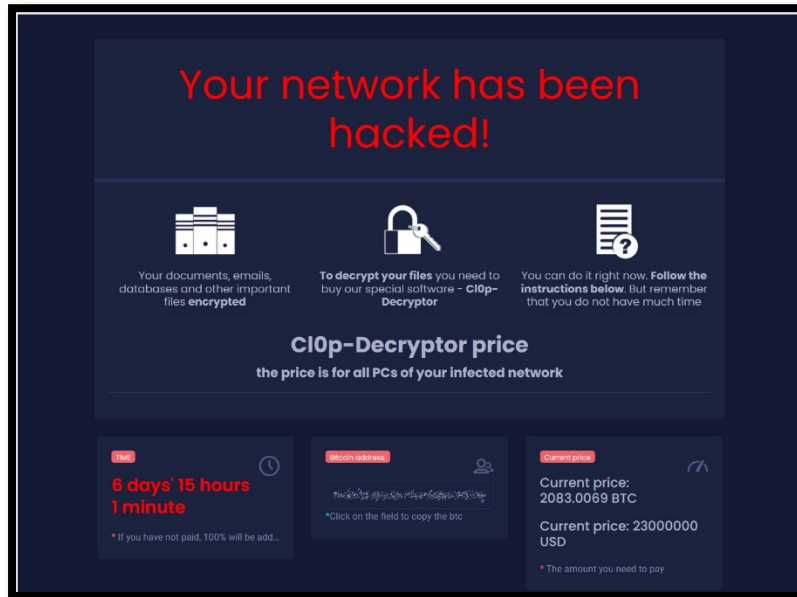 Your network has been
hacked!
Your documents, emails,
databases and other important
files encrypted
To decrypt your files you need to
buy our special software - Cl0p-
Decryptor
You can do it right now. Follow the
instructions below. But remember
that you do not have much time
?
Cl0p-Decryptor price
the price is for all PCs of your infected network
TIME
6 days' 15 hours
1 minute
* If you have not paid, 100% will be add...
Bitcoin address:
*Click on the field to copy the btc
Current price
Current price:
2083.0069 BTC
Current price: 23000000
USD
* The amount you need to pay